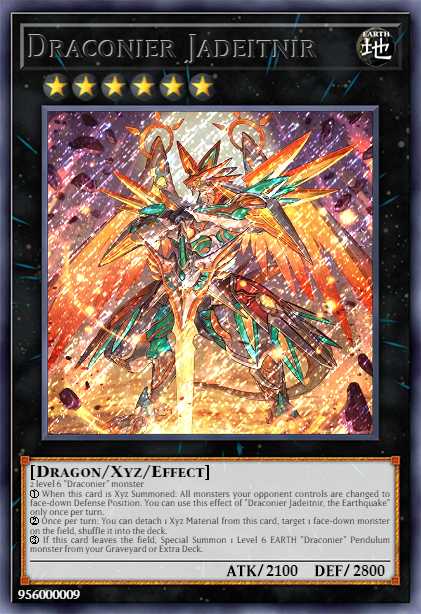 Draconier Jadeitnir
EARTH
地
[Dragon/Xyz/Effect]
2 level 6 "Draconier" monster
① When this card is Xyz Summoned: All monsters your opponent controls are changed to
face-down Defense Position. You can use this effect of "Draconier Jadeitnir, the Earthquake"
only once per turn.
② Once per turn: You can detach 1 Xyz Material from this card, target 1 face-down monster
on the field, shuffle it into the deck.
③ If this card leaves the field, Special Summon 1 Level 6 EARTH "Draconier" Pendulum
monster from your Graveyard or Extra Deck.
ATK/2100 DEF/2800
956000009